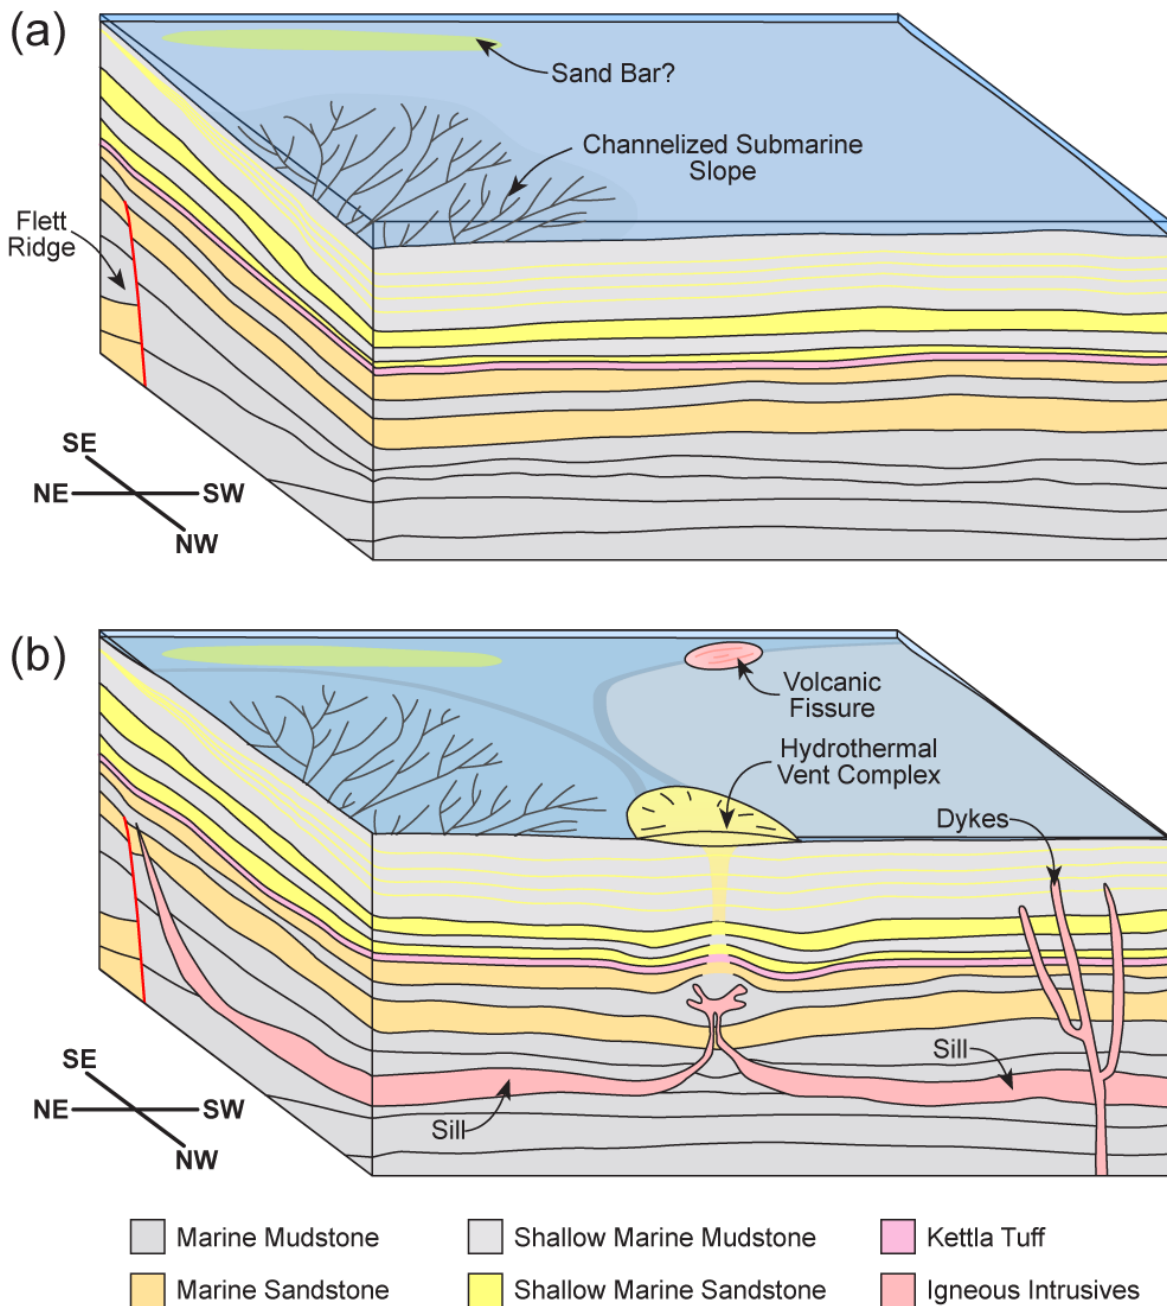 (a)
Sand Bar?
Channelized Submarine
Slope
Flett
Ridge
SE
NE
SW
NW
(b)
Volcanic
Fissure
Hydrothermal
Vent Complex
Dykes
Sill
Sill
SE
NE
SW
NW
Marine Mudstone
Shallow Marine Mudstone
Kettla Tuff
Marine Sandstone
Shallow Marine Sandstone
Igneous Intrusives